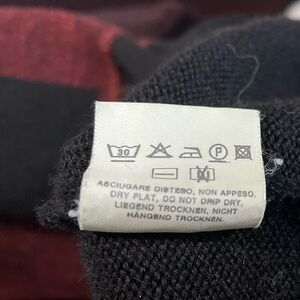 30 P
ASCIUGARE DISTESO, NON APPESO.
DRY FLAT, DO NOT DRIP DRY.
LIEGEND TROCKNEN, NICHT
HÄNGEND TROCKNEN.